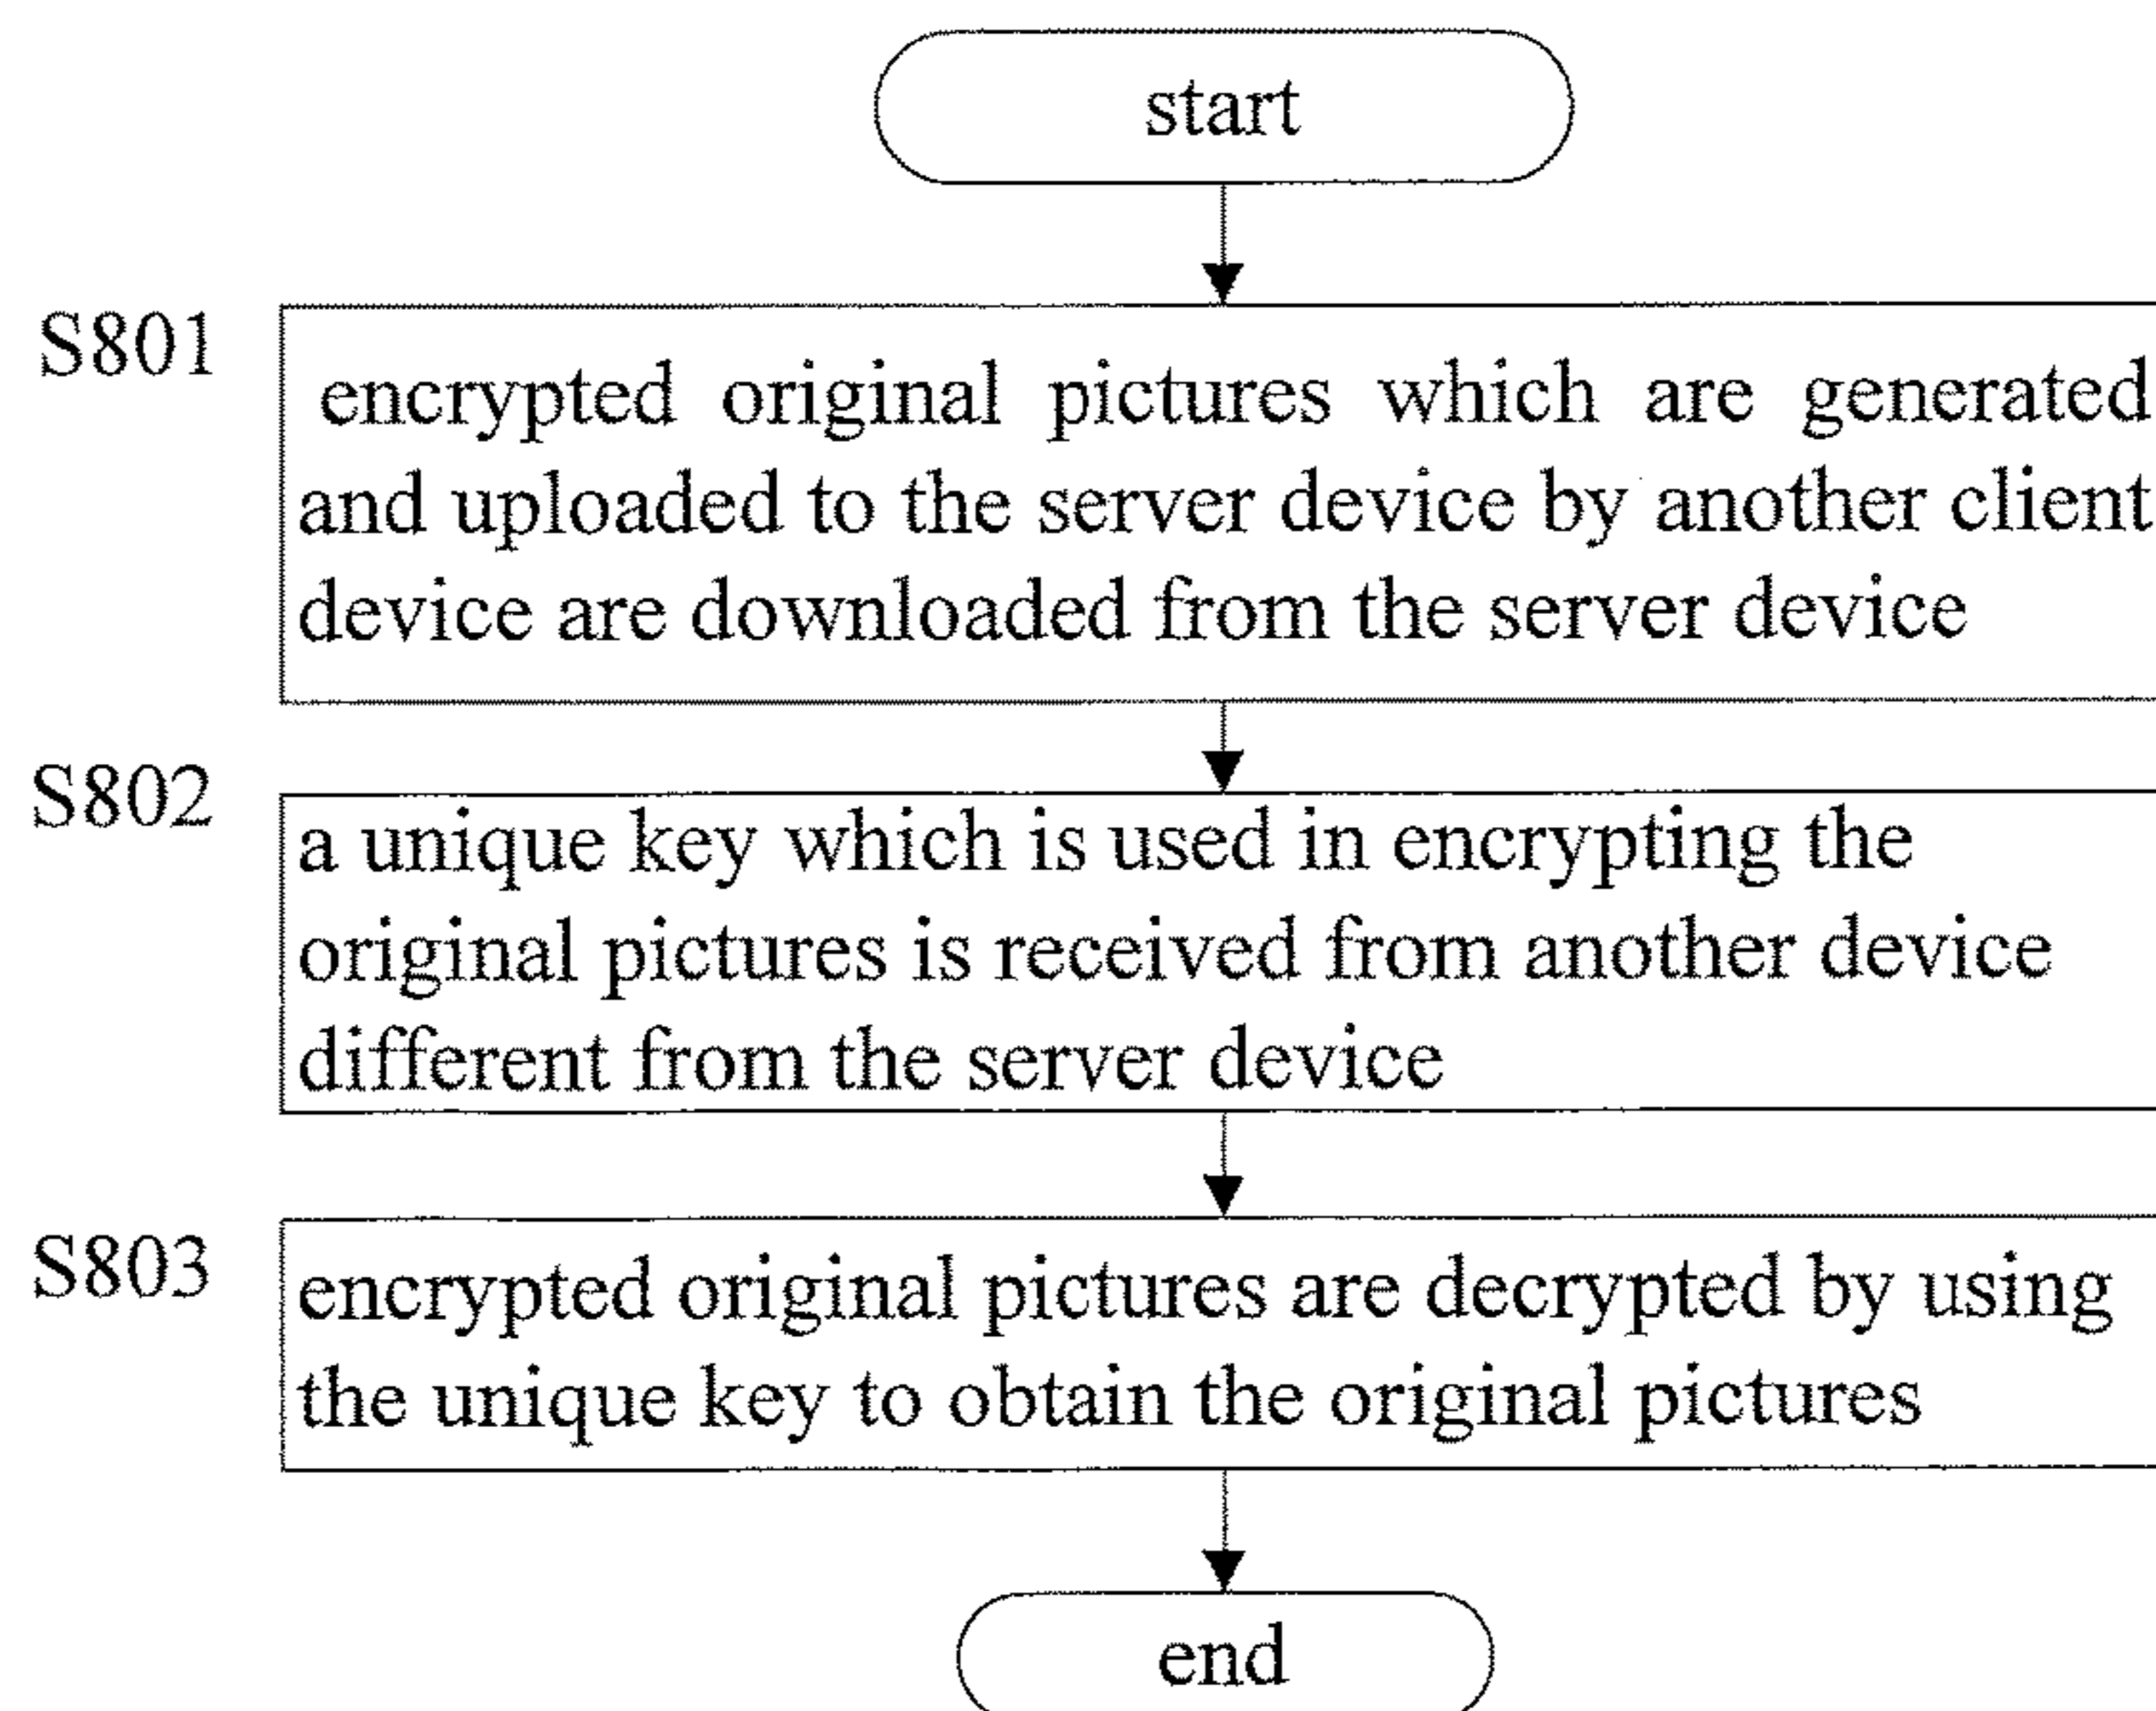 start
S801
encrypted original pictures which are generated
and uploaded to the server device by another client
device are downloaded from the server device
S802
a unique key which is used in encrypting the
original pictures is received from another device
different from the server device
S803
encrypted original pictures are decrypted by using
the unique key to obtain the original pictures
end